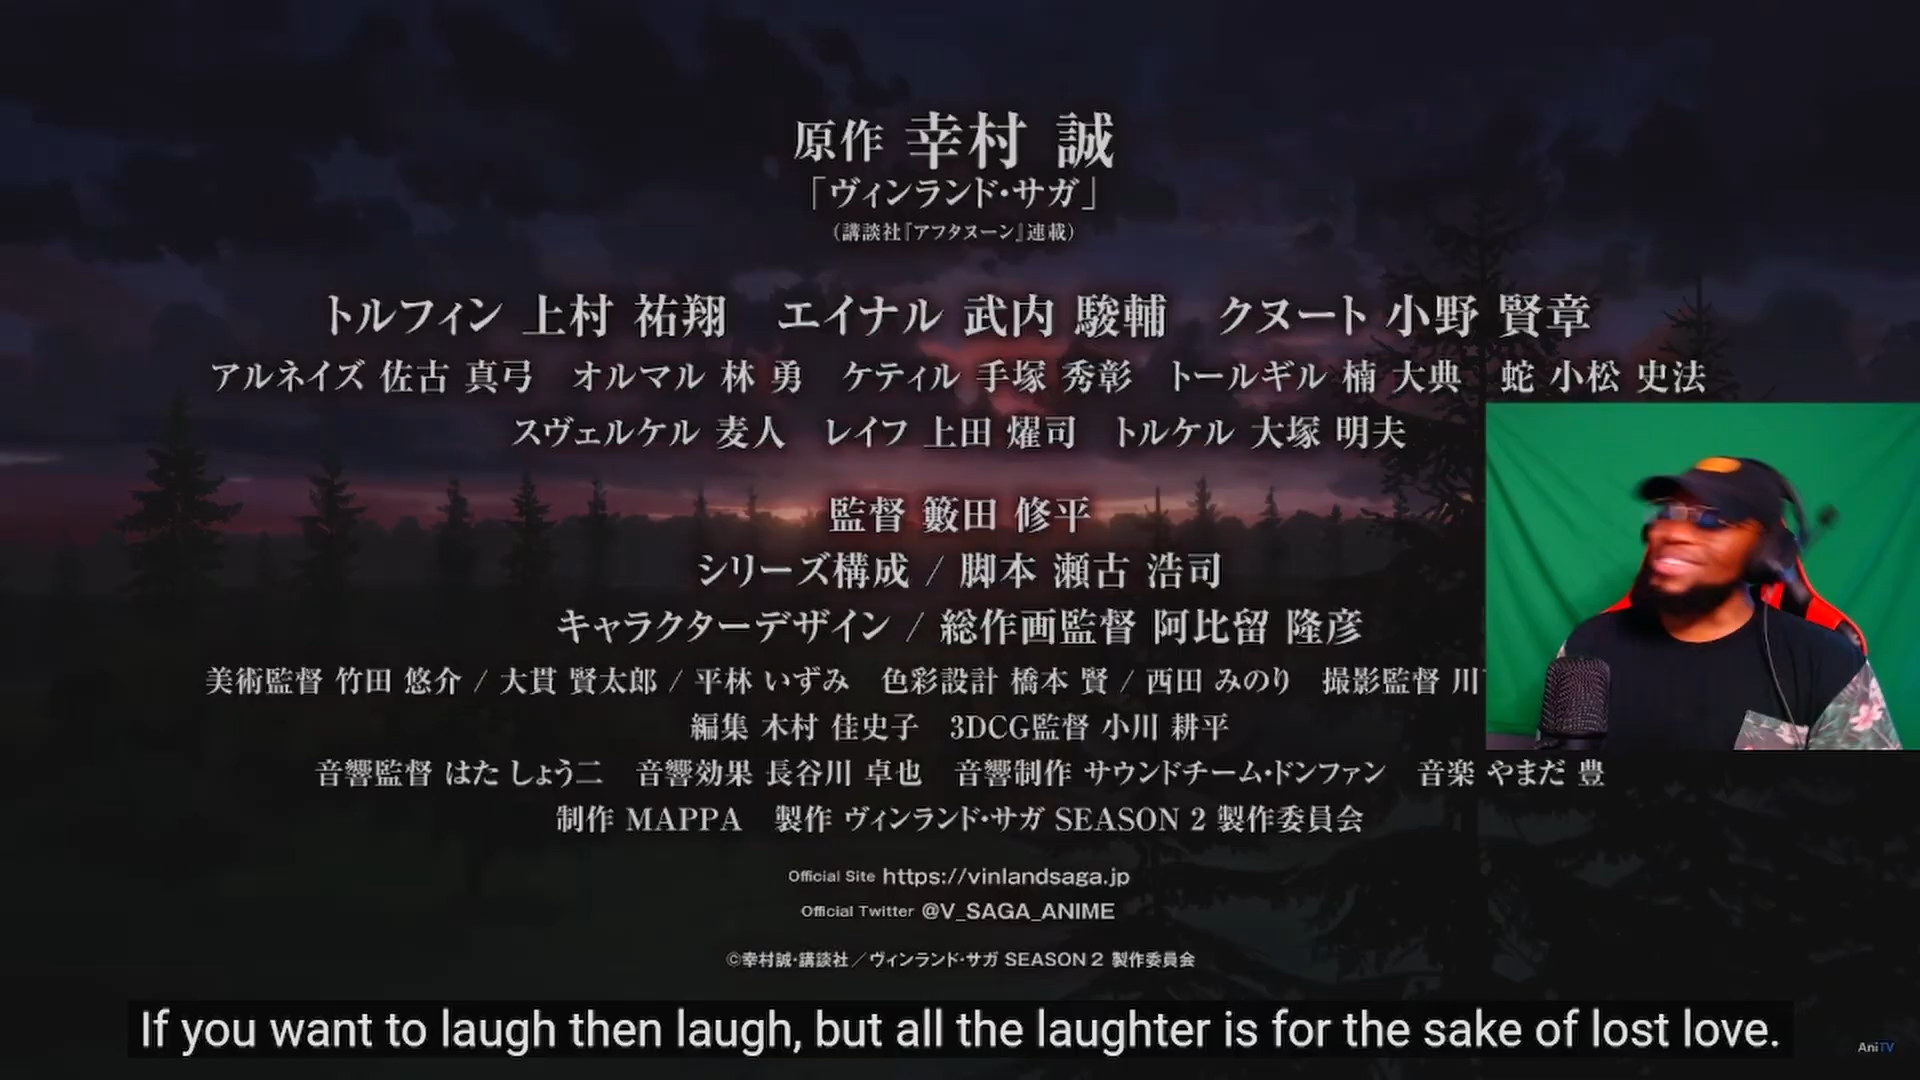 原作 幸村 誠
「ヴィンランド・サガ」
(講談社『アフタヌーン』連載)
トルフィン 上村 祐翔 エイナル 武内 駿輔 クヌート 小野 賢章
アルネイズ 佐古 真弓 オルマル 林 勇 ケティル 手塚 秀彰 トールギル 楠 大典 蛇 小松 史法
スヴェルケル 麦人 レイフ 上田 燿司 トルケル 大塚 明夫
監督 籔田 修平
シリーズ構成 / 脚本 瀬古 浩司
キャラクターデザイン / 総作画監督 阿比留 隆彦
美術監督 竹田 悠介 / 大貫 賢太郎 / 平林 いずみ 色彩設計 橋本 賢 / 西田 みのり 撮影監督 川
編集 木村 佳史子 3DCG監督 小川 耕平
音響監督 はた しょう二 音響効果 長谷川 卓也 音響制作 サウンドチーム・ドンファン 音楽 やまだ 豊
制作 MAPPA 製作 ヴィンランド・サガ SEASON 2 製作委員会
Official Site https://vinlandsaga.jp
Official Twitter @V_SAGA_ANIME
©幸村誠・講談社／ヴィンランド・サガ SEASON 2 製作委員会
If you want to laugh then laugh, but all the laughter is for the sake of lost love.
AniTV